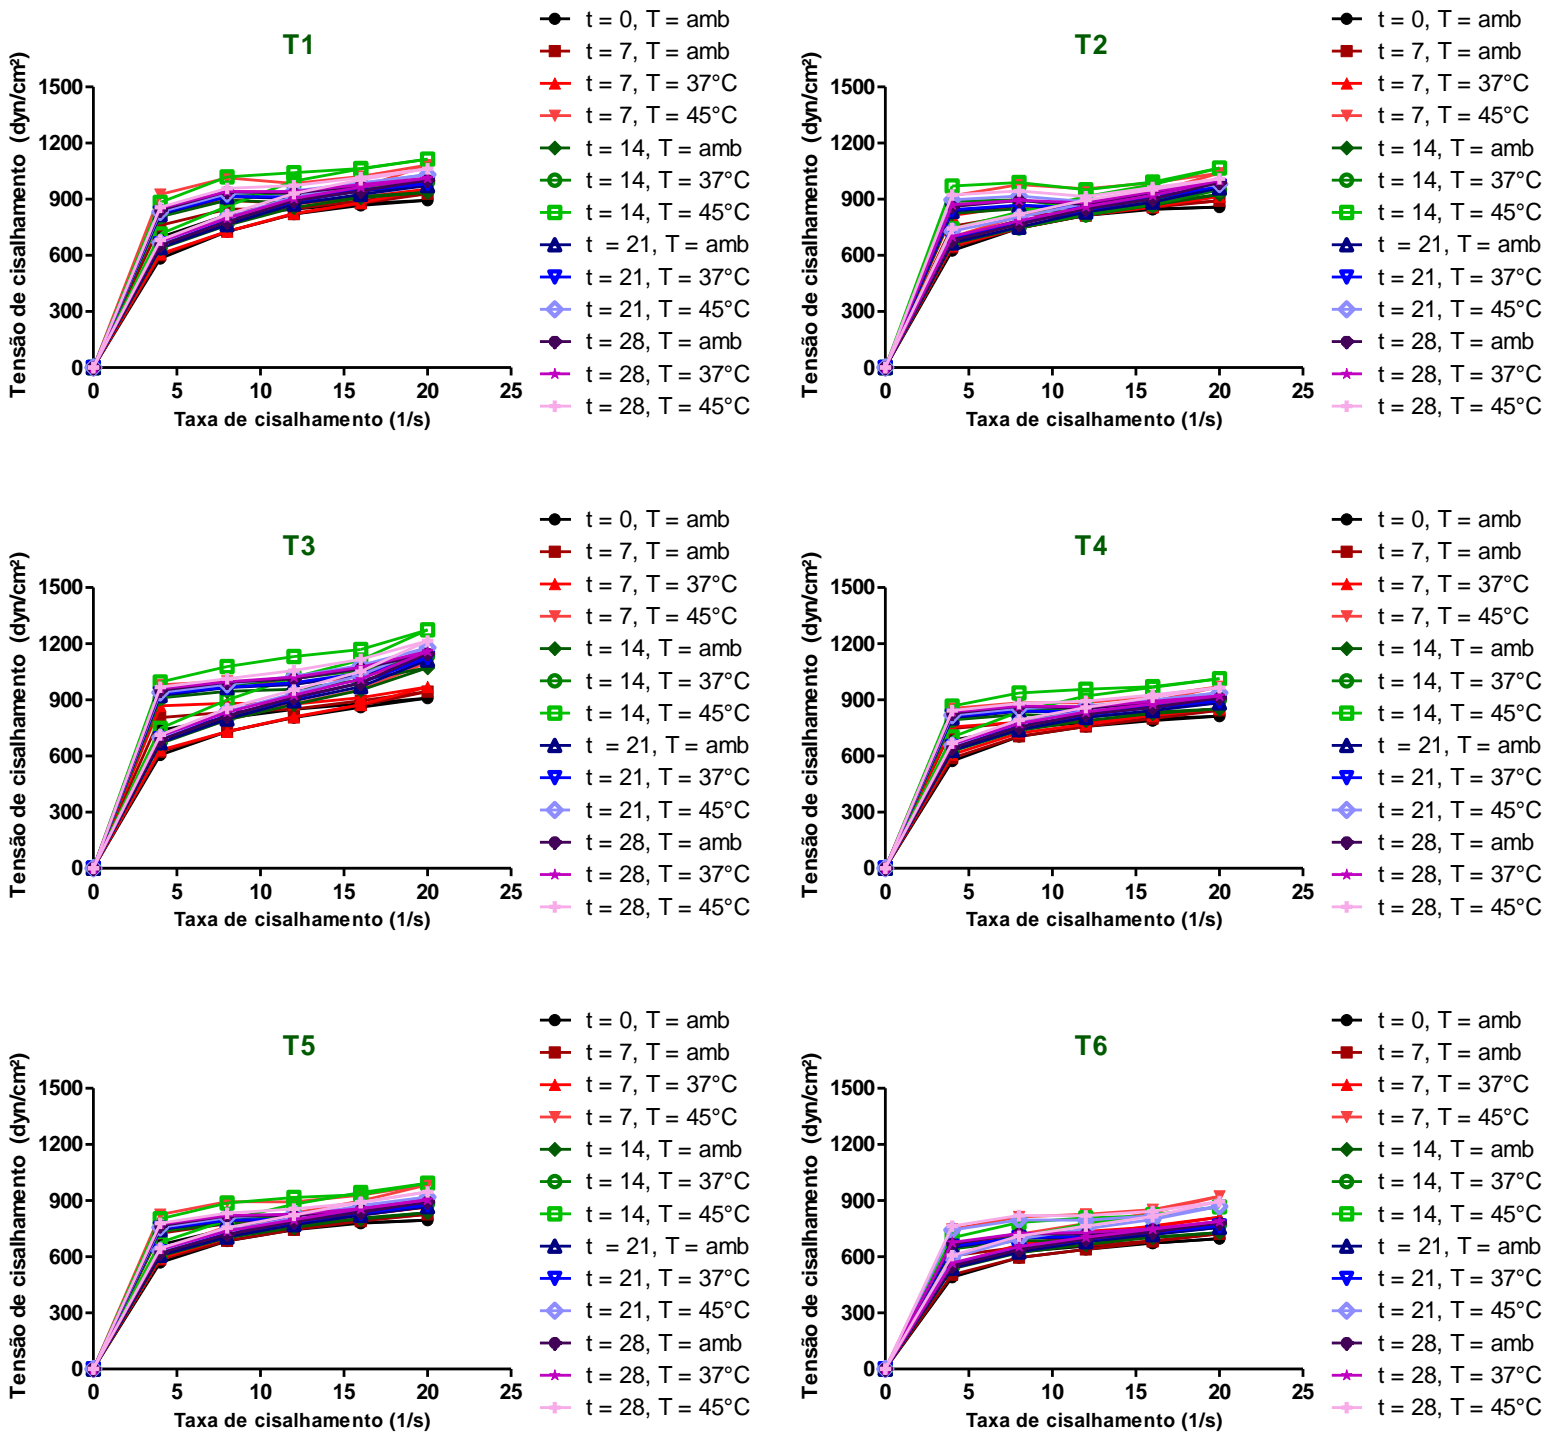 T1
Tensão de cisalhamento (dyn/cm²)
1500
1200
900
600
300
0
0 5 10 15 20 25
Taxa de cisalhamento (1/s)
t = 0, T = amb
t = 7, T = amb
t = 7, T = 37°C
t = 7, T = 45°C
t = 14, T = amb
t = 14, T = 37°C
t = 14, T = 45°C
t = 21, T = amb
t = 21, T = 37°C
t = 21, T = 45°C
t = 28, T = amb
t = 28, T = 37°C
t = 28, T = 45°C
T2
Tensão de cisalhamento (dyn/cm²)
1500
1200
900
600
300
0
0 5 10 15 20 25
Taxa de cisalhamento (1/s)
t = 0, T = amb
t = 7, T = amb
t = 7, T = 37°C
t = 7, T = 45°C
t = 14, T = amb
t = 14, T = 37°C
t = 14, T = 45°C
t = 21, T = amb
t = 21, T = 37°C
t = 21, T = 45°C
t = 28, T = amb
t = 28, T = 37°C
t = 28, T = 45°C
T3
Tensão de cisalhamento (dyn/cm²)
1500
1200
900
600
300
0
0 5 10 15 20 25
Taxa de cisalhamento (1/s)
t = 0, T = amb
t = 7, T = amb
t = 7, T = 37°C
t = 7, T = 45°C
t = 14, T = amb
t = 14, T = 37°C
t = 14, T = 45°C
t = 21, T = amb
t = 21, T = 37°C
t = 21, T = 45°C
t = 28, T = amb
t = 28, T = 37°C
t = 28, T = 45°C
T4
Tensão de cisalhamento (dyn/cm²)
1500
1200
900
600
300
0
0 5 10 15 20 25
Taxa de cisalhamento (1/s)
t = 0, T = amb
t = 7, T = amb
t = 7, T = 37°C
t = 7, T = 45°C
t = 14, T = amb
t = 14, T = 37°C
t = 14, T = 45°C
t = 21, T = amb
t = 21, T = 37°C
t = 21, T = 45°C
t = 28, T = amb
t = 28, T = 37°C
t = 28, T = 45°C
T5
Tensão de cisalhamento (dyn/cm²)
1500
1200
900
600
300
0
0 5 10 15 20 25
Taxa de cisalhamento (1/s)
t = 0, T = amb
t = 7, T = amb
t = 7, T = 37°C
t = 7, T = 45°C
t = 14, T = amb
t = 14, T = 37°C
t = 14, T = 45°C
t = 21, T = amb
t = 21, T = 37°C
t = 21, T = 45°C
t = 28, T = amb
t = 28, T = 37°C
t = 28, T = 45°C
T6
Tensão de cisalhamento (dyn/cm²)
1500
1200
900
600
300
0
0 5 10 15 20 25
Taxa de cisalhamento (1/s)
t = 0, T = amb
t = 7, T = amb
t = 7, T = 37°C
t = 7, T = 45°C
t = 14, T = amb
t = 14, T = 37°C
t = 14, T = 45°C
t = 21, T = amb
t = 21, T = 37°C
t = 21, T = 45°C
t = 28, T = amb
t = 28, T = 37°C
t = 28, T = 45°C